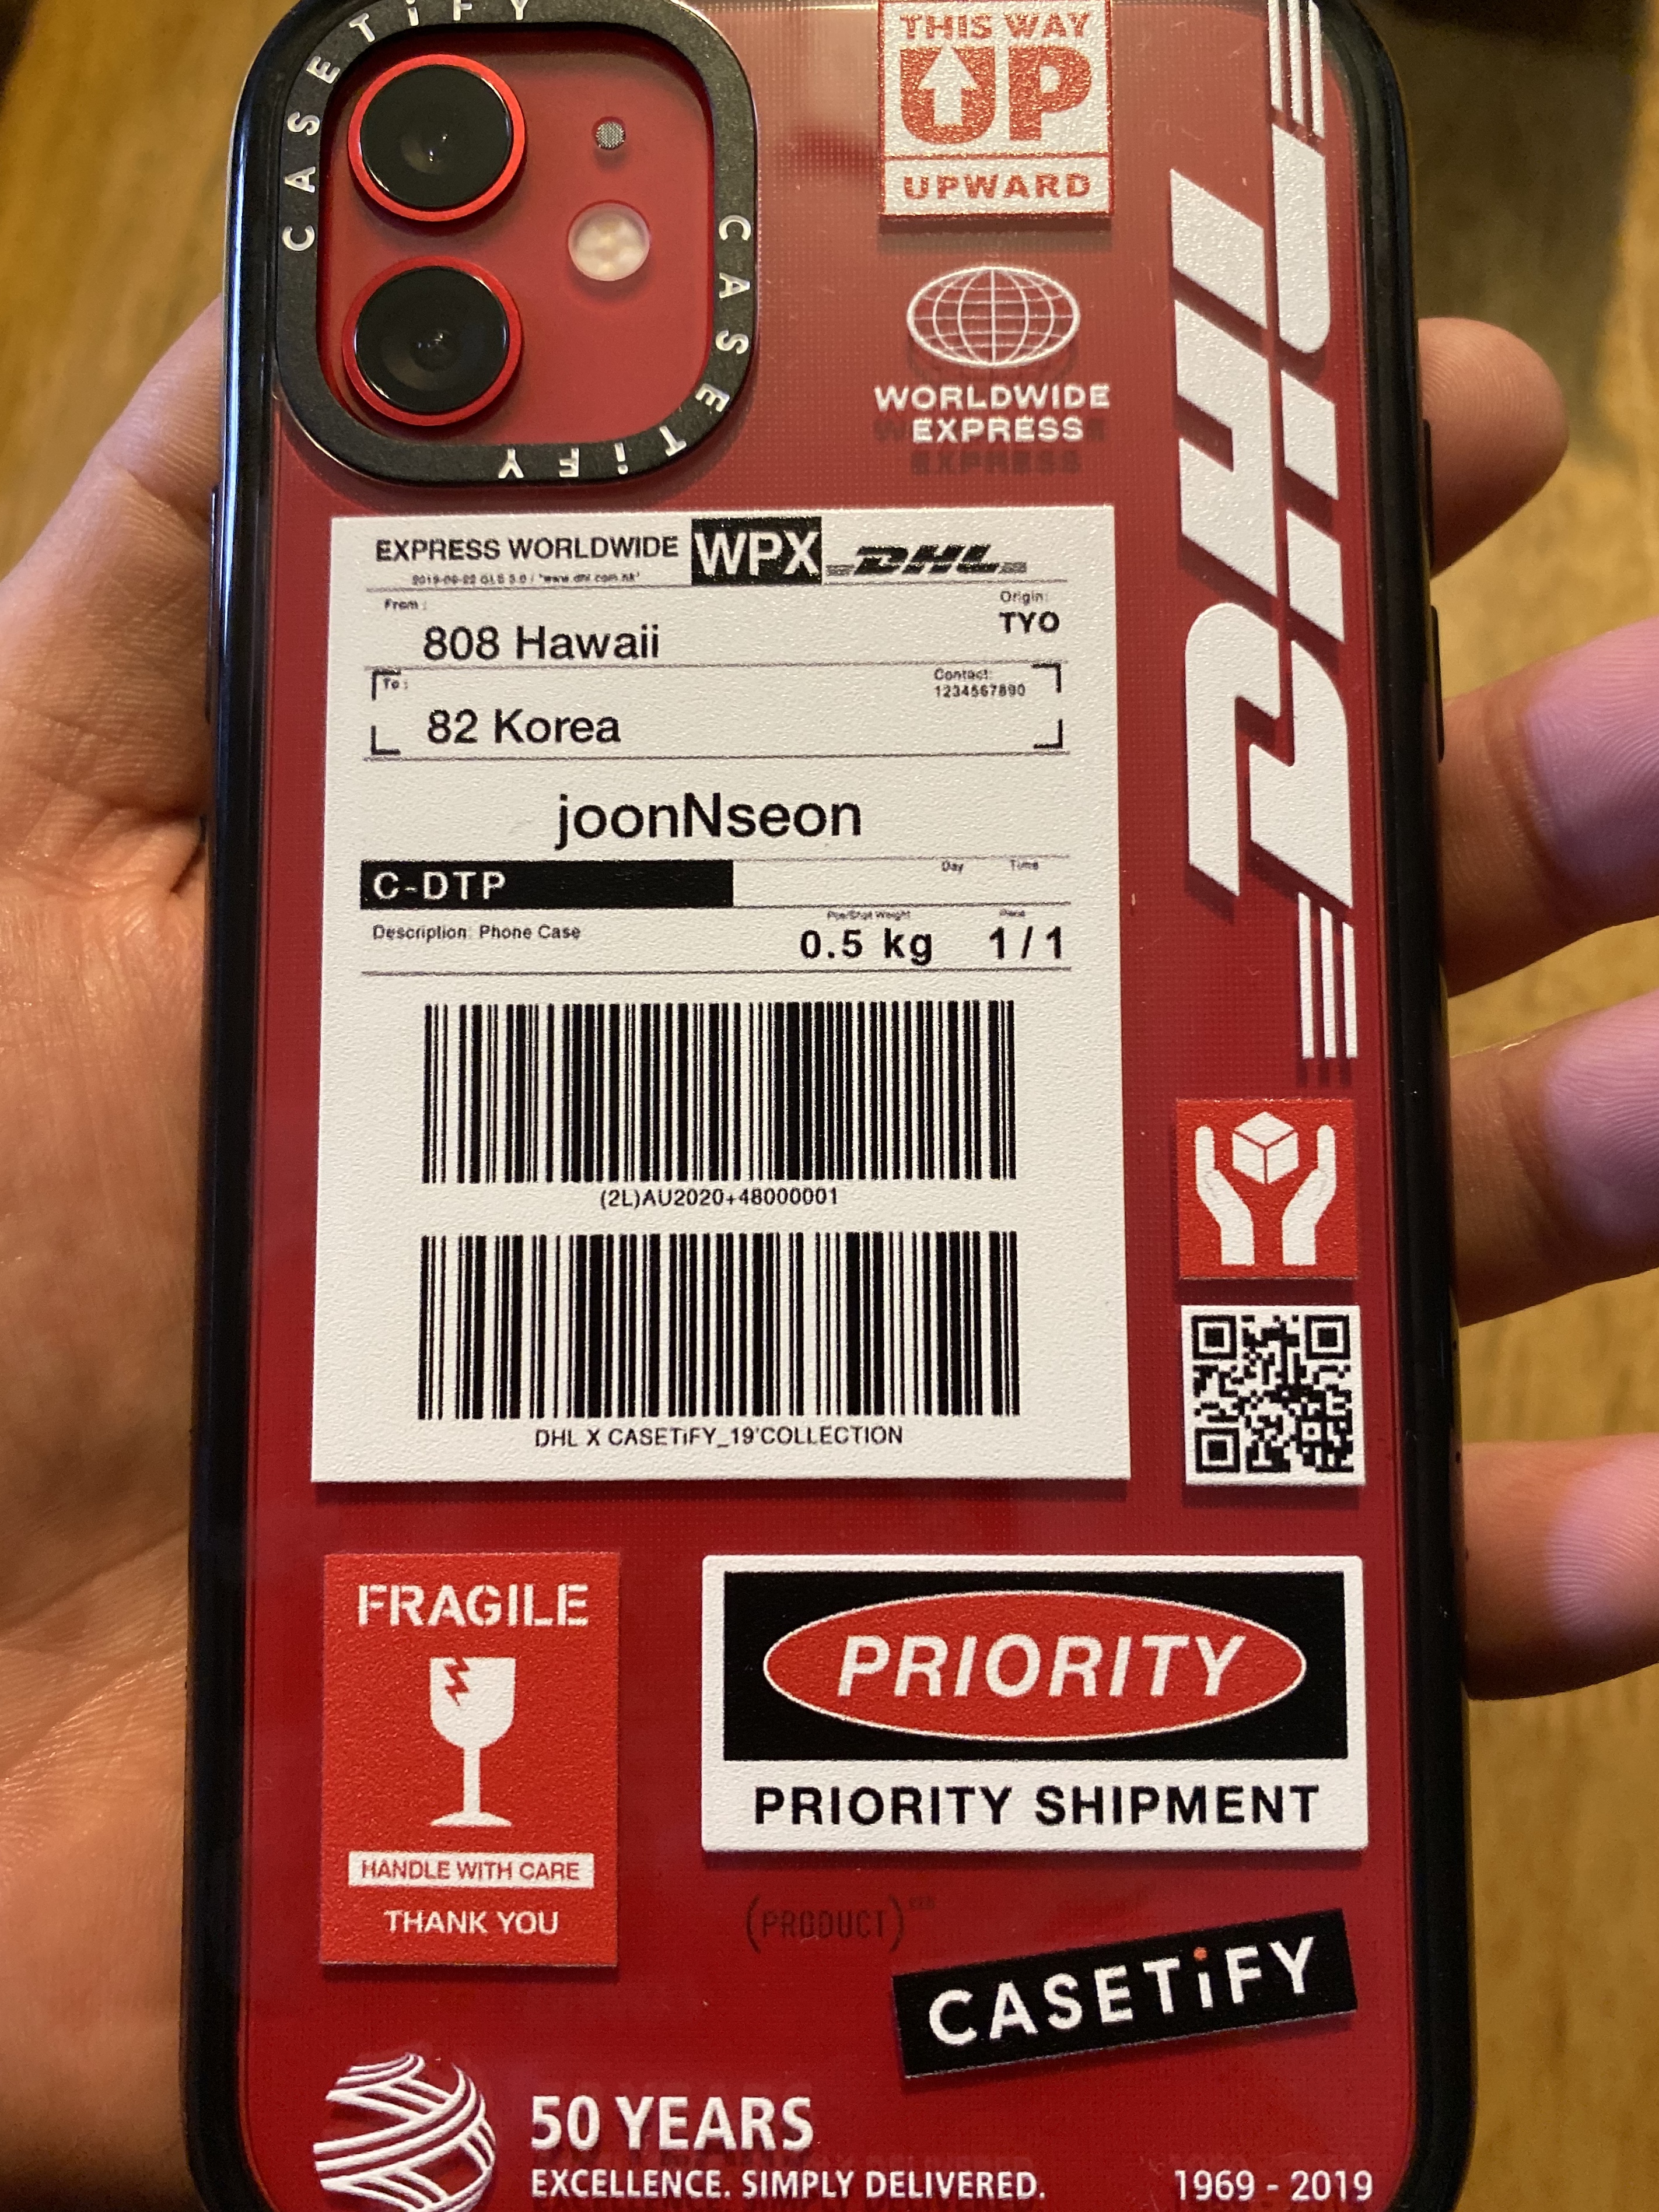 CASETiFY
CASETiFY
THIS WAY
UP
UPWARD
WORLDWIDE
EXPRESS
DHL
EXPRESS WORLDWIDE WPX DHL
From :
Origin:
TYO
808 Hawaii
To :
Contact:
1234567890
82 Korea
joonNseon
C-DTP
Day Time
Description: Phone Case
0.5 kg 1/1
(2L)AU2020+48000001
DHL X CASETiFY_19'COLLECTION
FRAGILE
HANDLE WITH CARE
THANK YOU
PRIORITY
PRIORITY SHIPMENT
(PRODUCT)
CASETiFY
50 YEARS
EXCELLENCE. SIMPLY DELIVERED.
1969 - 2019